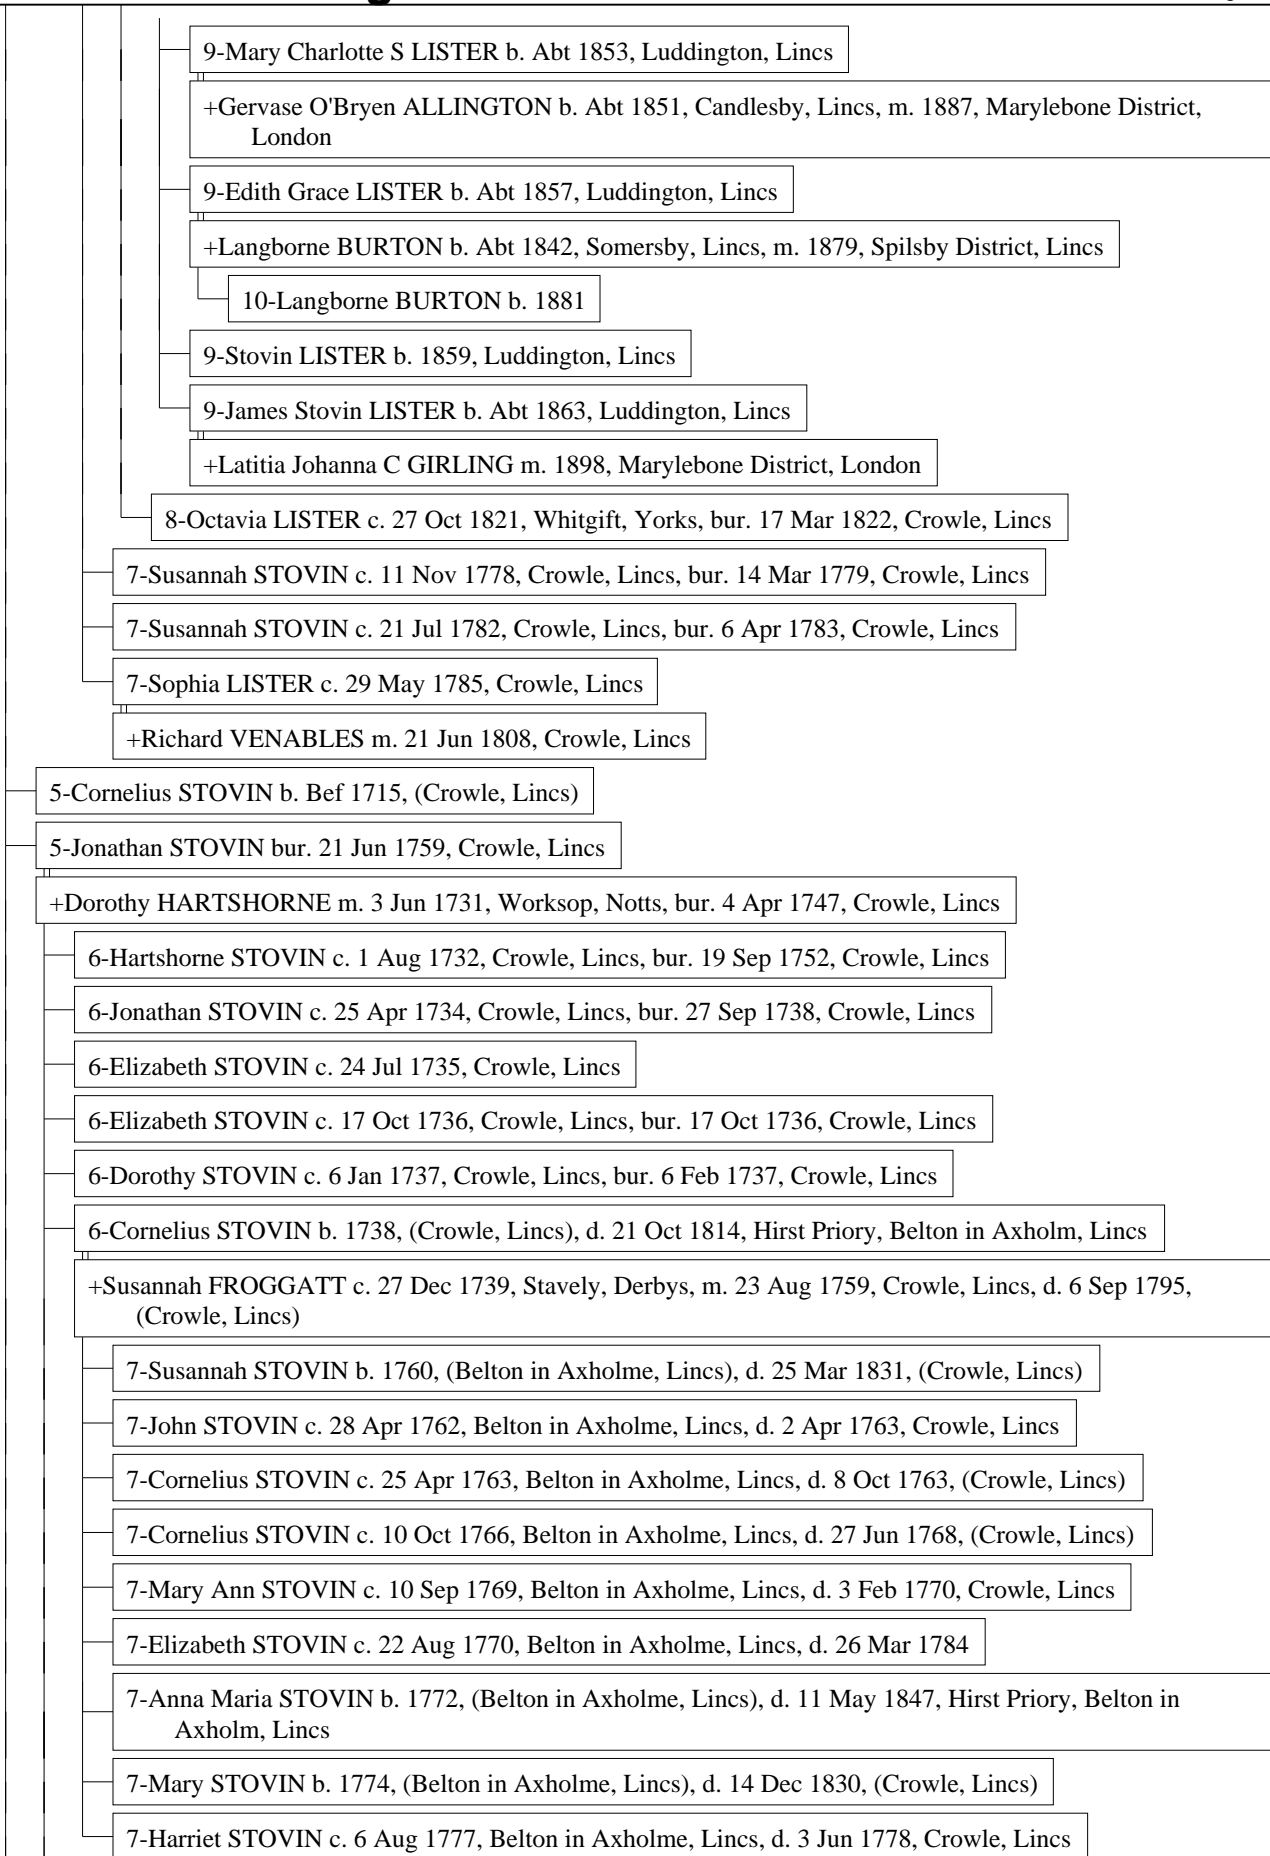 9-Mary Charlotte S LISTER b. Abt 1853, Luddington, Lincs
+Gervase O'Bryen ALLINGTON b. Abt 1851, Candlesby, Lincs, m. 1887, Marylebone District,
London
9-Edith Grace LISTER b. Abt 1857, Luddington, Lincs
+Langborne BURTON b. Abt 1842, Somersby, Lincs, m. 1879, Spilsby District, Lincs
10-Langborne BURTON b. 1881
9-Stovin LISTER b. 1859, Luddington, Lincs
9-James Stovin LISTER b. Abt 1863, Luddington, Lincs
+Latitia Johanna C GIRLING m. 1898, Marylebone District, London
8-Octavia LISTER c. 27 Oct 1821, Whitgift, Yorks, bur. 17 Mar 1822, Crowle, Lincs
7-Susannah STOVIN c. 11 Nov 1778, Crowle, Lincs, bur. 14 Mar 1779, Crowle, Lincs
7-Susannah STOVIN c. 21 Jul 1782, Crowle, Lincs, bur. 6 Apr 1783, Crowle, Lincs
7-Sophia LISTER c. 29 May 1785, Crowle, Lincs
+Richard VENABLES m. 21 Jun 1808, Crowle, Lincs
5-Cornelius STOVIN b. Bef 1715, (Crowle, Lincs)
5-Jonathan STOVIN bur. 21 Jun 1759, Crowle, Lincs
+Dorothy HARTSHORNE m. 3 Jun 1731, Worksop, Notts, bur. 4 Apr 1747, Crowle, Lincs
6-Hartshorne STOVIN c. 1 Aug 1732, Crowle, Lincs, bur. 19 Sep 1752, Crowle, Lincs
6-Jonathan STOVIN c. 25 Apr 1734, Crowle, Lincs, bur. 27 Sep 1738, Crowle, Lincs
6-Elizabeth STOVIN c. 24 Jul 1735, Crowle, Lincs
6-Elizabeth STOVIN c. 17 Oct 1736, Crowle, Lincs, bur. 17 Oct 1736, Crowle, Lincs
6-Dorothy STOVIN c. 6 Jan 1737, Crowle, Lincs, bur. 6 Feb 1737, Crowle, Lincs
6-Cornelius STOVIN b. 1738, (Crowle, Lincs), d. 21 Oct 1814, Hirst Priory, Belton in Axholm, Lincs
+Susannah FROGGATT c. 27 Dec 1739, Stavely, Derbys, m. 23 Aug 1759, Crowle, Lincs, d. 6 Sep 1795,
(Crowle, Lincs)
7-Susannah STOVIN b. 1760, (Belton in Axholme, Lincs), d. 25 Mar 1831, (Crowle, Lincs)
7-John STOVIN c. 28 Apr 1762, Belton in Axholme, Lincs, d. 2 Apr 1763, Crowle, Lincs
7-Cornelius STOVIN c. 25 Apr 1763, Belton in Axholme, Lincs, d. 8 Oct 1763, (Crowle, Lincs)
7-Cornelius STOVIN c. 10 Oct 1766, Belton in Axholme, Lincs, d. 27 Jun 1768, (Crowle, Lincs)
7-Mary Ann STOVIN c. 10 Sep 1769, Belton in Axholme, Lincs, d. 3 Feb 1770, Crowle, Lincs
7-Elizabeth STOVIN c. 22 Aug 1770, Belton in Axholme, Lincs, d. 26 Mar 1784
7-Anna Maria STOVIN b. 1772, (Belton in Axholme, Lincs), d. 11 May 1847, Hirst Priory, Belton in
Axholm, Lincs
7-Mary STOVIN b. 1774, (Belton in Axholme, Lincs), d. 14 Dec 1830, (Crowle, Lincs)
7-Harriet STOVIN c. 6 Aug 1777, Belton in Axholme, Lincs, d. 3 Jun 1778, Crowle, Lincs